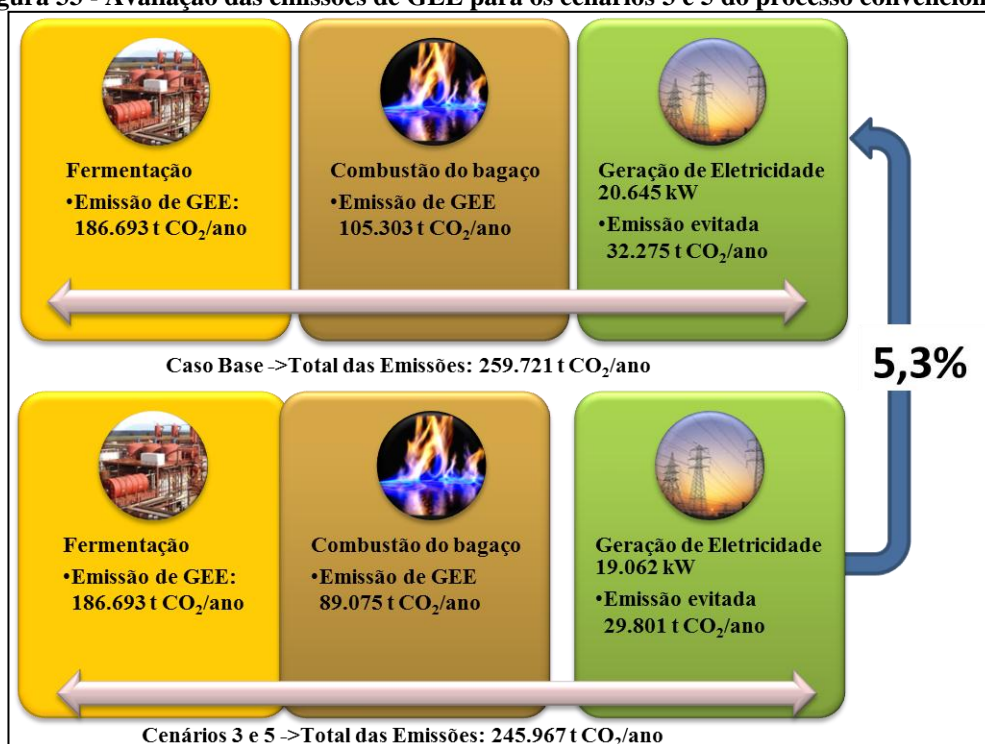 gura 33 - Avaliação das emissões de GEE para os cenários 3 e 5 do processo convencion
Fermentação
•Emissão de GEE:
186.693 t CO₂/ano
Combustão do bagaço
•Emissão de GEE
105.303 t CO₂/ano
Geração de Eletricidade
20.645 kW
•Emissão evitada
32.275 t CO₂/ano
Caso Base ->Total das Emissões: 259.721 t CO₂/ano
5,3%
Fermentação
•Emissão de GEE:
186.693 t CO₂/ano
Combustão do bagaço
•Emissão de GEE
89.075 t CO₂/ano
Geração de Eletricidade
19.062 kW
•Emissão evitada
29.801 t CO₂/ano
Cenários 3 e 5 ->Total das Emissões: 245.967 t CO₂/ano